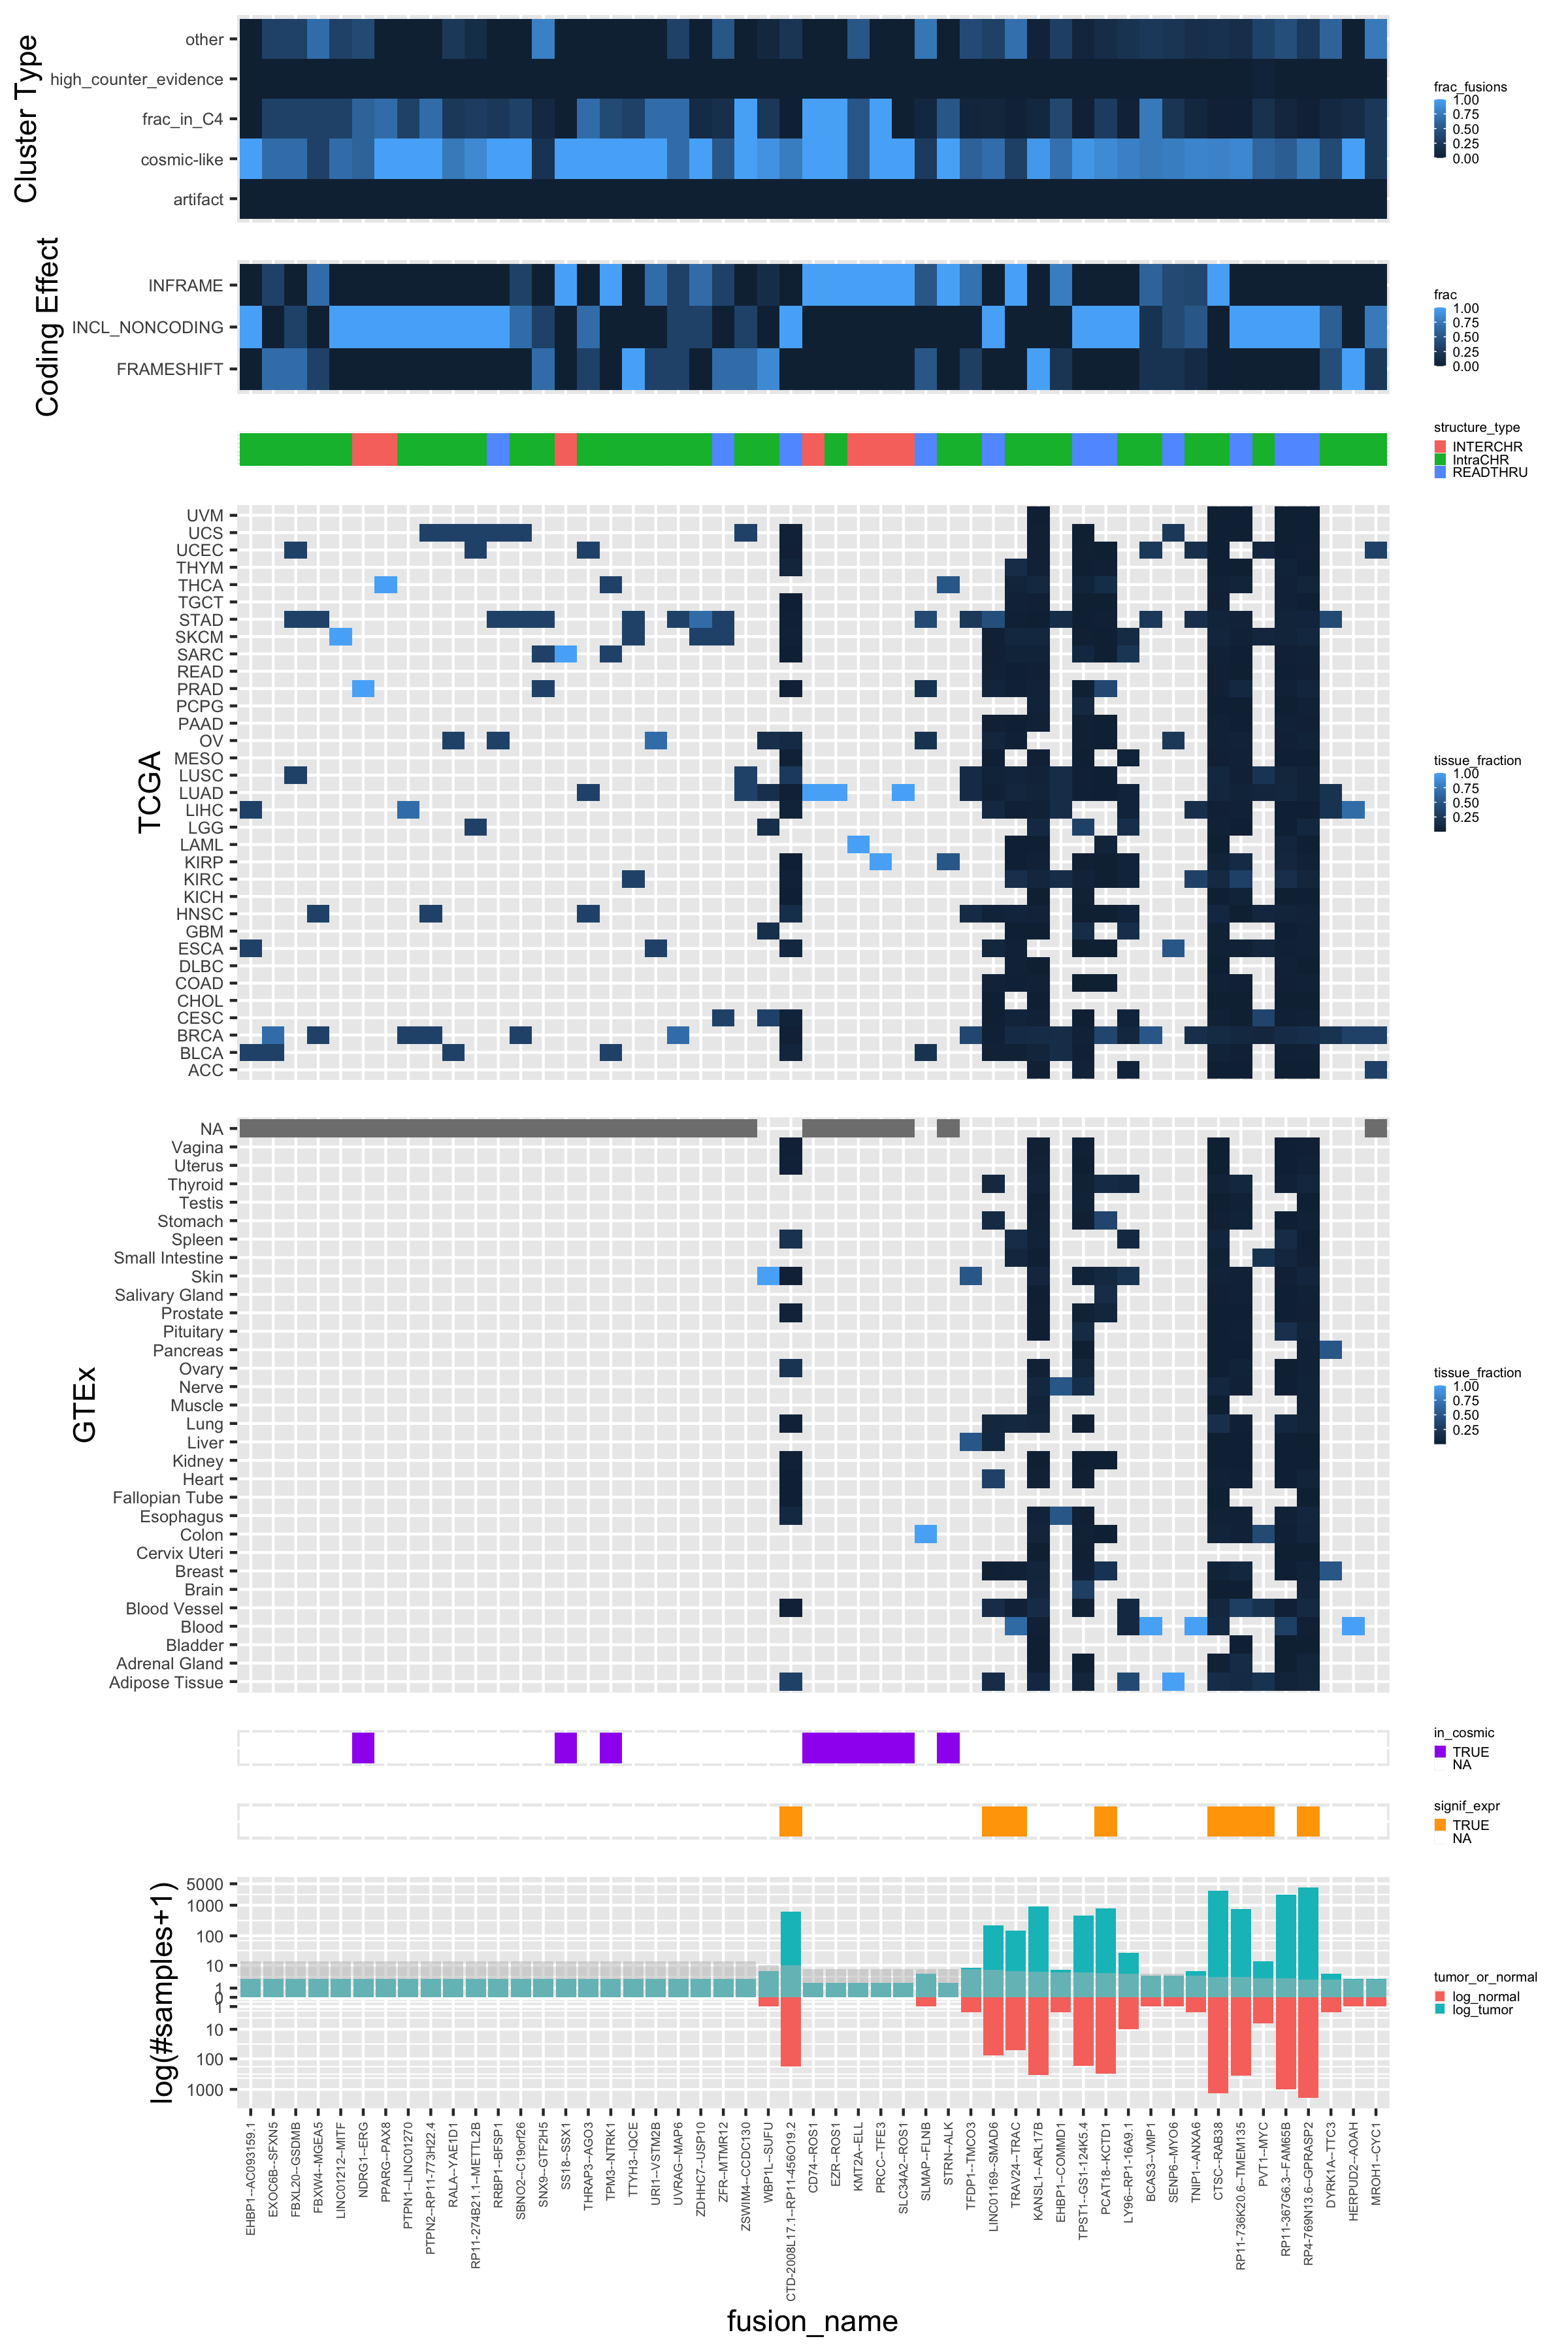 Cluster Type
other
high_counter_evidence
frac_in_C4
cosmic-like
artifact
frac_fusions
1.00
0.75
0.50
0.25
0.00
Coding Effect
INFRAME
INCL_NONCODING
FRAMESHIFT
frac
1.00
0.75
0.50
0.25
0.00
structure_type
INTERCHR
IntraCHR
READTHRU
TCGA
UVM
UCS
UCEC
THYM
THCA
TGCT
STAD
SKCM
SARC
READ
PRAD
PCPG
PAAD
OV
MESO
LUSC
LUAD
LIHC
LGG
LAML
KIRP
KIRC
KICH
HNSC
GBM
ESCA
DLBC
COAD
CHOL
CESC
BRCA
BLCA
ACC
tissue_fraction
1.00
0.75
0.50
0.25
GTEx
NA
Vagina
Uterus
Thyroid
Testis
Stomach
Spleen
Small Intestine
Skin
Salivary Gland
Prostate
Pituitary
Pancreas
Ovary
Nerve
Muscle
Lung
Liver
Kidney
Heart
Fallopian Tube
Esophagus
Colon
Cervix Uteri
Breast
Brain
Blood Vessel
Blood
Bladder
Adrenal Gland
Adipose Tissue
tissue_fraction
1.00
0.75
0.50
0.25
in_cosmic
TRUE
NA
signif_expr
TRUE
NA
log(#samples+1)
5000
1000
100
10
1
0
1
10
100
1000
tumor_or_normal
log_normal
log_tumor
EHBP1--AC093159.1
EXOC6B--SFXN5
FBXL20--GSDMB
FBXW4--MGEA5
LINC01212--MITF
NDRG1--ERG
PPARG--PAX8
PTPN1--LINC01270
PTPN2--RP11-773H22.4
RALA--YAE1D1
RP11-274B21.1--METTL2B
RRBP1--BFSP1
SBNO2--C19orf26
SNX9--GTF2H5
SS18--SSX1
THRAP3--AGO3
TPM3--NTRK1
TTYH3--IQCE
URI1--VSTM2B
UVRAG--MAP6
ZDHHC7--USP10
ZFR--MTMR12
ZSWIM4--CCDC130
WBP1L--SUFU
CTD-2008L17.1--RP11-456O19.2
CD74--ROS1
EZR--ROS1
KMT2A--ELL
PRCC--TFE3
SLC34A2--ROS1
SLMAP--FLNB
STRN--ALK
TFDP1--TMCO3
LINC01169--SMAD6
TRAV24--TRAC
KANSL1--ARL17B
EHBP1--COMMD1
TPST1--GS1-124K5.4
PCAT18--KCTD1
LY96--RP1-16A9.1
BCAS3--VMP1
SENP6--MYO6
TNIP1--ANXA6
CTSC--RAB38
RP11-736K20.6--TMEM135
PVT1--MYC
RP11-367G6.3--FAM65B
RP4-769N13.6--GPRASP2
DYRK1A--TTC3
HERPUD2--AOAH
MROH1--CYC1
fusion_name